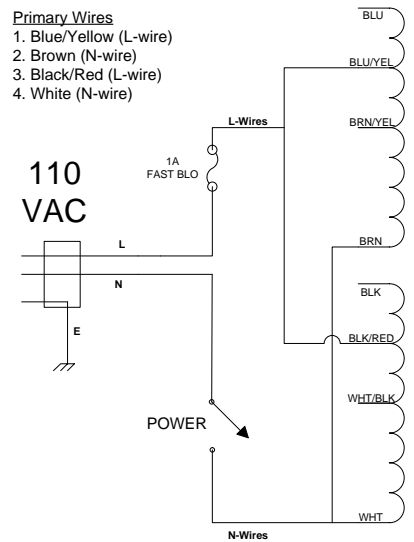 Primary Wires
1. Blue/Yellow (L-wire)
2. Brown (N-wire)
3. Black/Red (L-wire)
4. White (N-wire)
BLU
BLU/YEL
L-Wires
BRN/YEL
1A
FAST BLO
110
VAC
L
BRN
N
BLK
E
BLK/RED
WHT/BLK
POWER
WHT
N-Wires